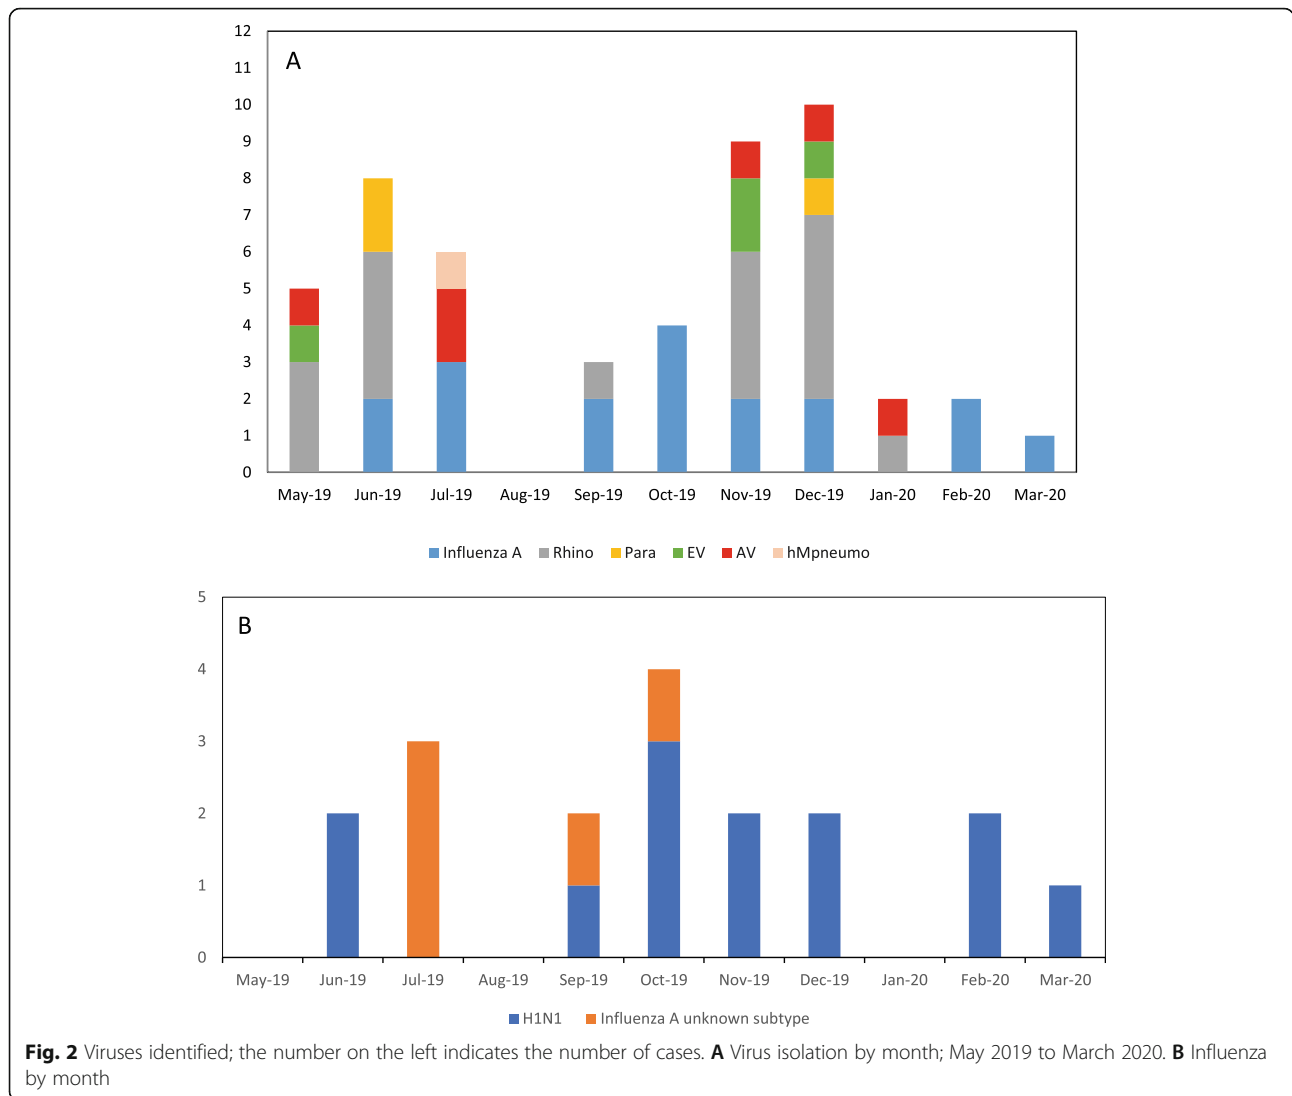 12
11
10
9
8
7
6
5
4
3
2
1
0
A
May-19 Jun-19 Jul-19 Aug-19 Sep-19 Oct-19 Nov-19 Dec-19 Jan-20 Feb-20 Mar-20
Influenza A Rhino Para EV AV hMpneumo
5
4
3
2
1
0
B
May-19 Jun-19 Jul-19 Aug-19 Sep-19 Oct-19 Nov-19 Dec-19 Jan-20 Feb-20 Mar-20
H1N1 Influenza A unknown subtype
Fig. 2 Viruses identified; the number on the left indicates the number of cases. A Virus isolation by month; May 2019 to March 2020. B Influenza
by month